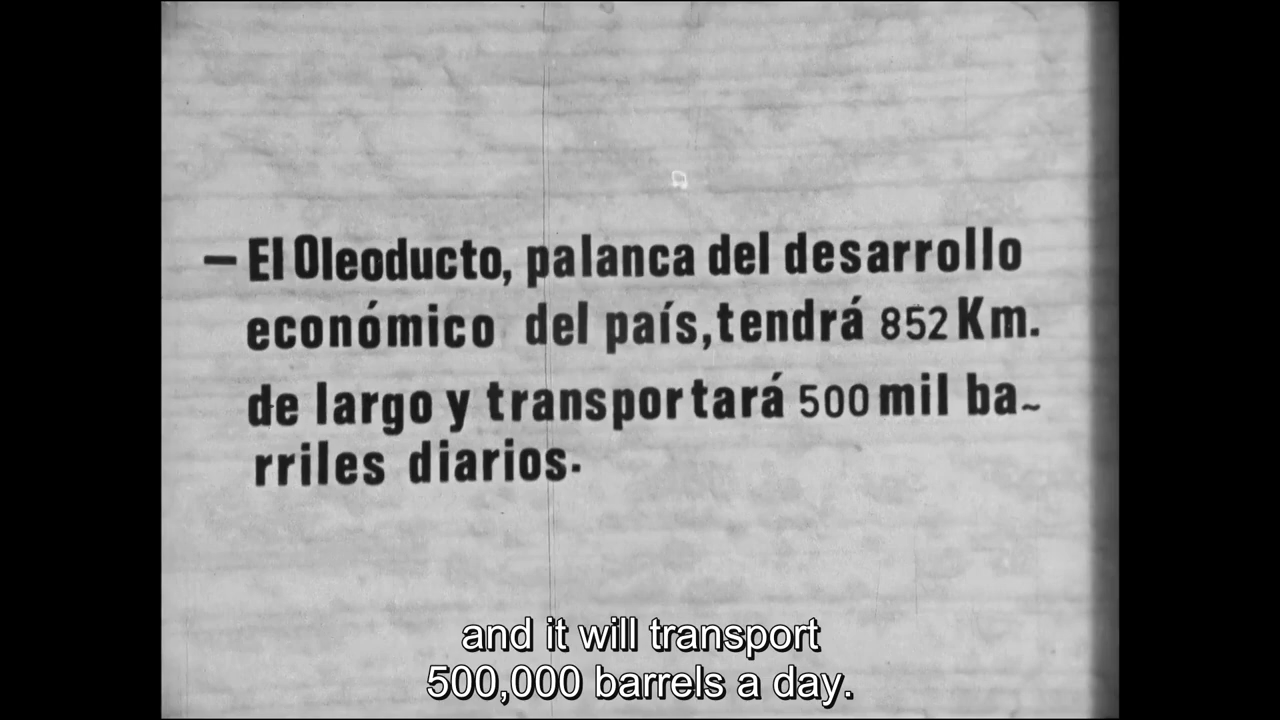 – El Oleoducto, palanca del desarrollo
económico del país, tendrá 852 Km.
de largo y transportará 500 mil ba~
rriles diarios.
and it will transport
500,000 barrels a day.